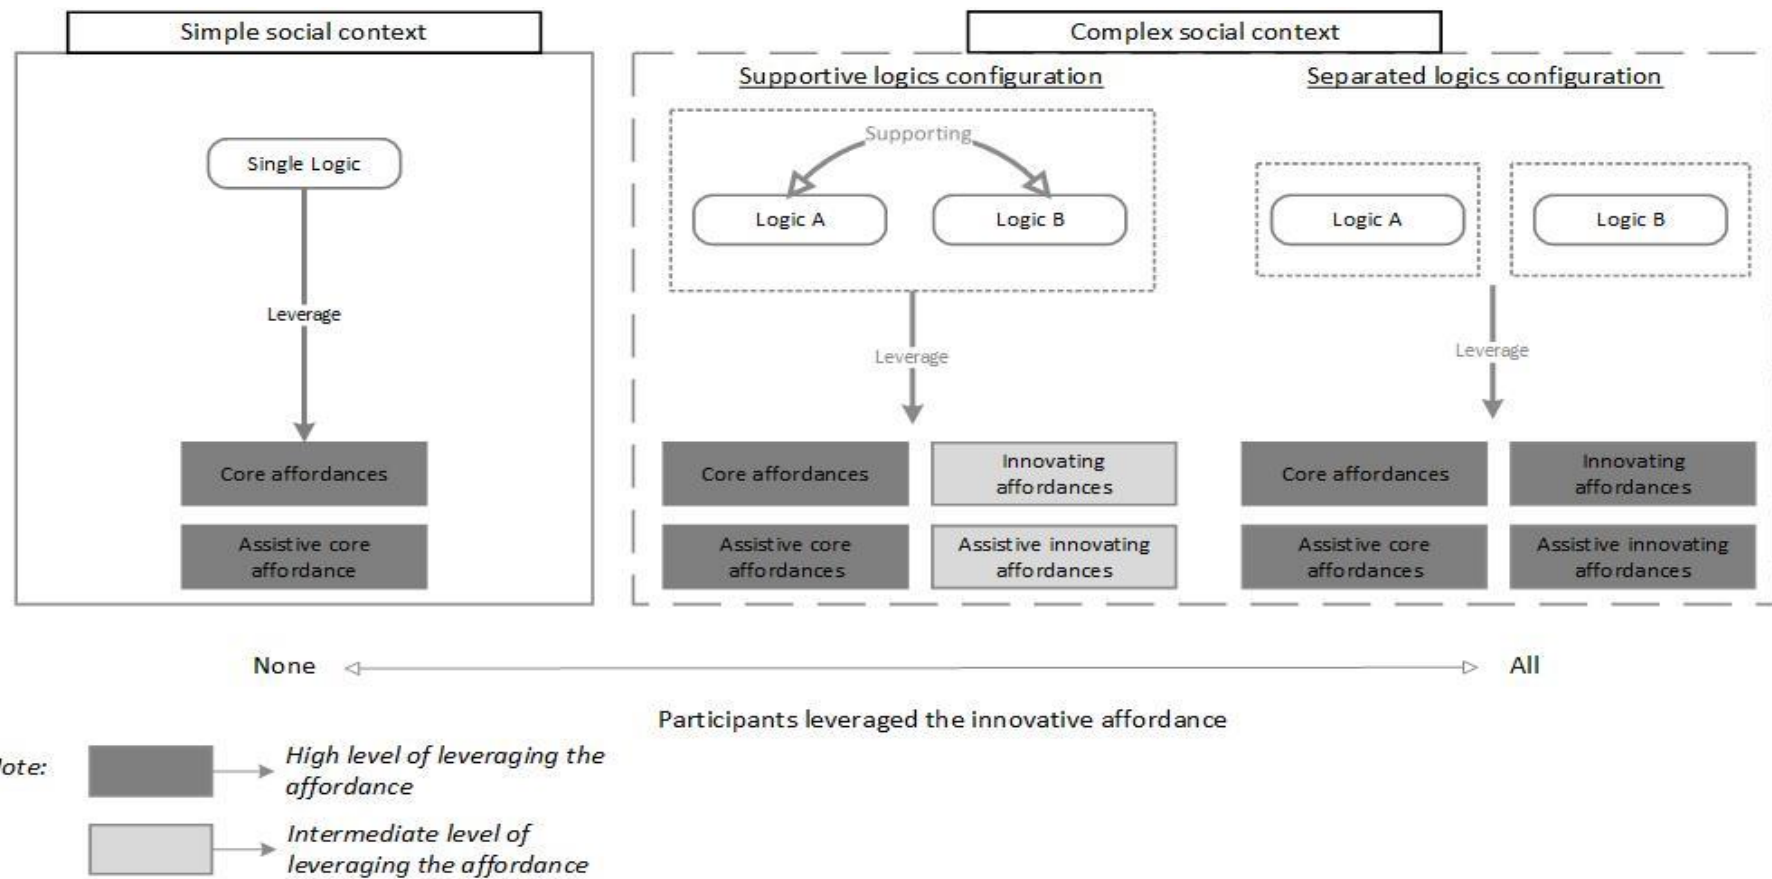 Simple social context
Single Logic
Leverage
Core affordances
Assistive core
affordance
Complex social context
Supportive logics configuration
Supporting
Logic A
Logic B
Leverage
Core affordances
Innovating
affordances
Assistive core
affordances
Assistive innovating
affordances
Separated logics configuration
Logic A
Logic B
Leverage
Core affordances
Innovating
affordances
Assistive core
affordances
Assistive innovating
affordances
None
All
Participants leveraged the innovative affordance
High level of leveraging the
affordance
Intermediate level of
leveraging the affordance